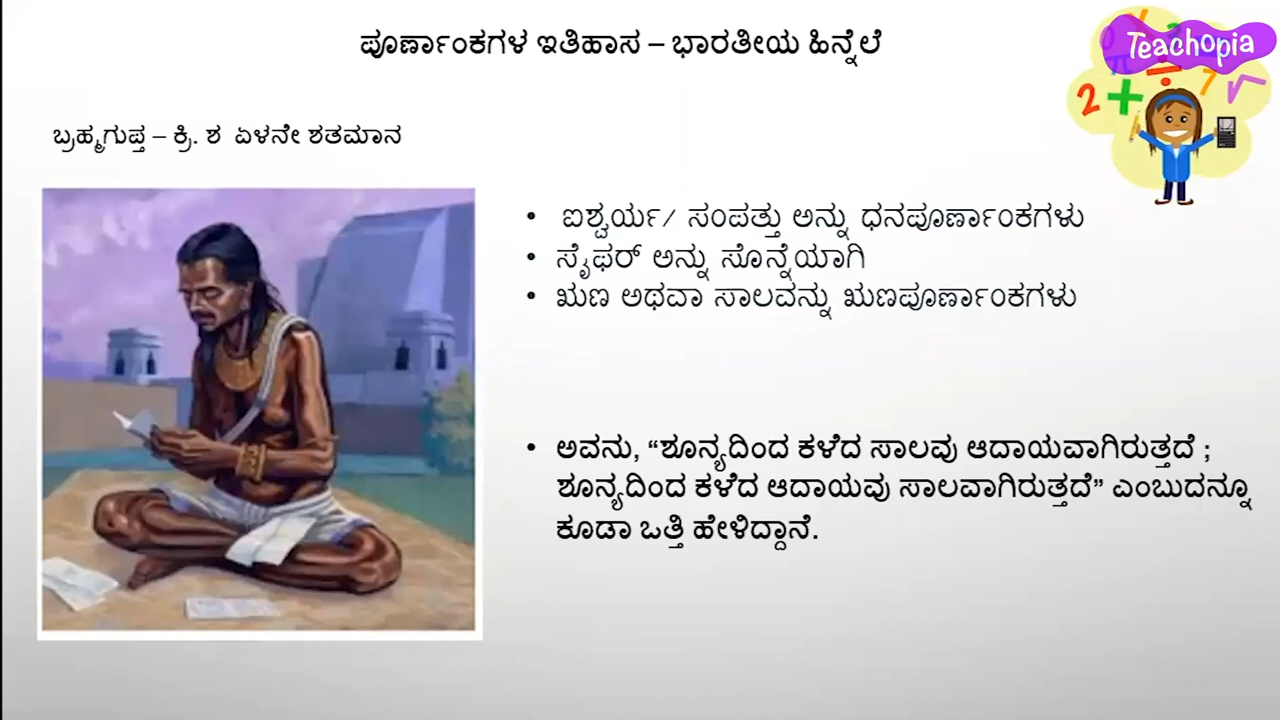 ಪೂರ್ಣಾಂಕಗಳ ಇತಿಹಾಸ – ಭಾರತೀಯ ಹಿನ್ನೆಲೆ
Teachopia
ಬ್ರಹ್ಮಗುಪ್ತ – ಕ್ರಿ. ಶ ಏಳನೇ ಶತಮಾನ
• ಐಶ್ವರ್ಯ/ ಸಂಪತ್ತು ಅನ್ನು ಧನಪೂರ್ಣಾಂಕಗಳು
• ಸೈಫರ್ ಅನ್ನು ಸೊನ್ನೆಯಾಗಿ
• ಋಣ ಅಥವಾ ಸಾಲವನ್ನು ಋಣಪೂರ್ಣಾಂಕಗಳು
• ಅವನು, “ಶೂನ್ಯದಿಂದ ಕಳೆದ ಸಾಲವು ಆದಾಯವಾಗಿರುತ್ತದೆ ;
ಶೂನ್ಯದಿಂದ ಕಳೆದ ಆದಾಯವು ಸಾಲವಾಗಿರುತ್ತದೆ” ಎಂಬುದನ್ನೂ
ಕೂಡಾ ಒತ್ತಿ ಹೇಳಿದ್ದಾನೆ.